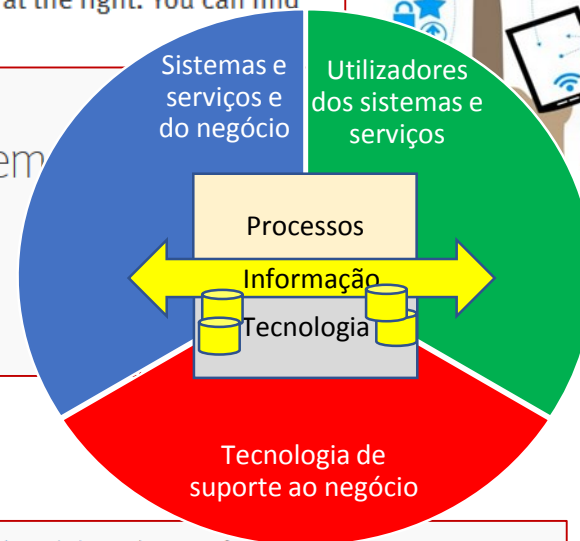 at the right. You can find
Sistemas e
serviços e
do negócio
Utilizadores
dos sistemas e
serviços
em
Processos
Informação
Tecnologia
Tecnologia de
suporte ao negócio